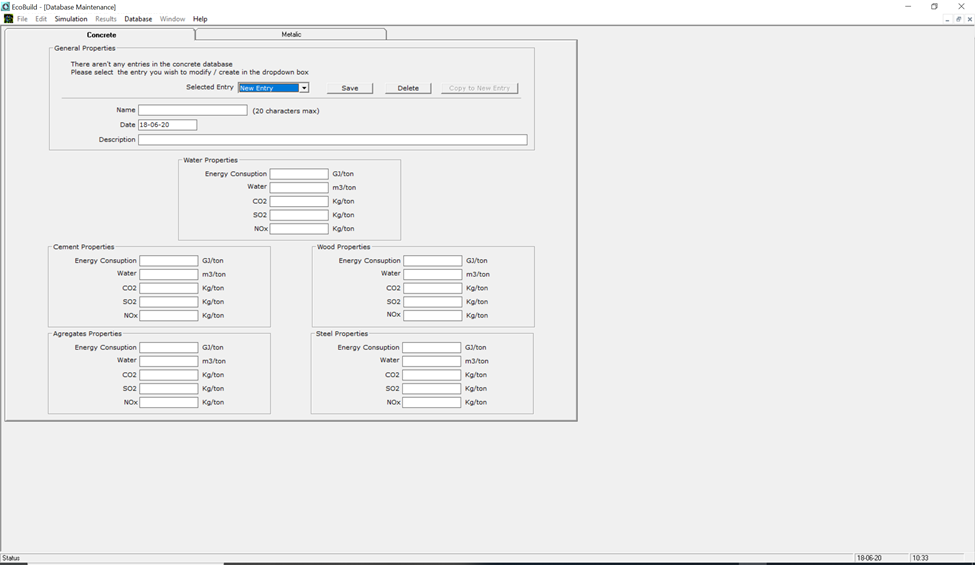 EcoBuild - [Database Maintenance]
File Edit Simulation Results Database Window Help
Concrete Metalic
General Properties
There aren't any entries in the concrete database
Please select the entry you wish to modify / create in the dropdown box
Selected Entry New Entry Save Delete Copy to New Entry
Name (20 characters max)
Date 18-06-20
Description
Water Properties
Energy Consuption GJ/ton
Water m3/ton
CO2 Kg/ton
SO2 Kg/ton
NOx Kg/ton
Cement Properties
Energy Consuption GJ/ton
Water m3/ton
CO2 Kg/ton
SO2 Kg/ton
NOx Kg/ton
Wood Properties
Energy Consuption GJ/ton
Water m3/ton
CO2 Kg/ton
SO2 Kg/ton
NOx Kg/ton
Agregates Properties
Energy Consuption GJ/ton
Water m3/ton
CO2 Kg/ton
SO2 Kg/ton
NOx Kg/ton
Steel Properties
Energy Consuption GJ/ton
Water m3/ton
CO2 Kg/ton
SO2 Kg/ton
NOx Kg/ton
Status 18-06-20 10:33